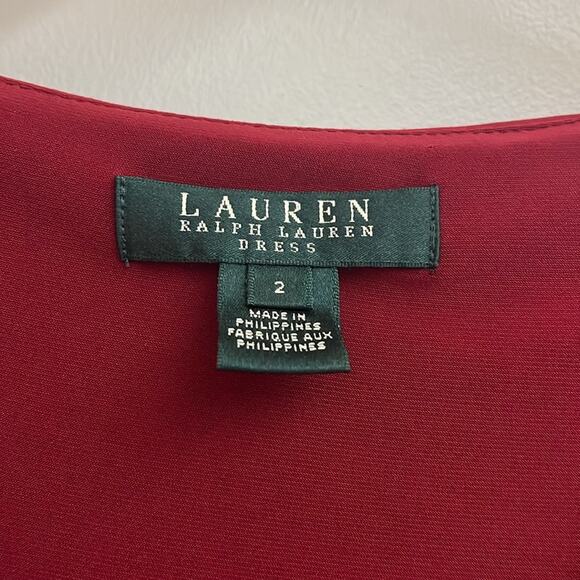 LAUREN
RALPH LAUREN
DRESS
2
MADE IN
PHILIPPINES
FABRIQUE AUX
PHILIPPINES